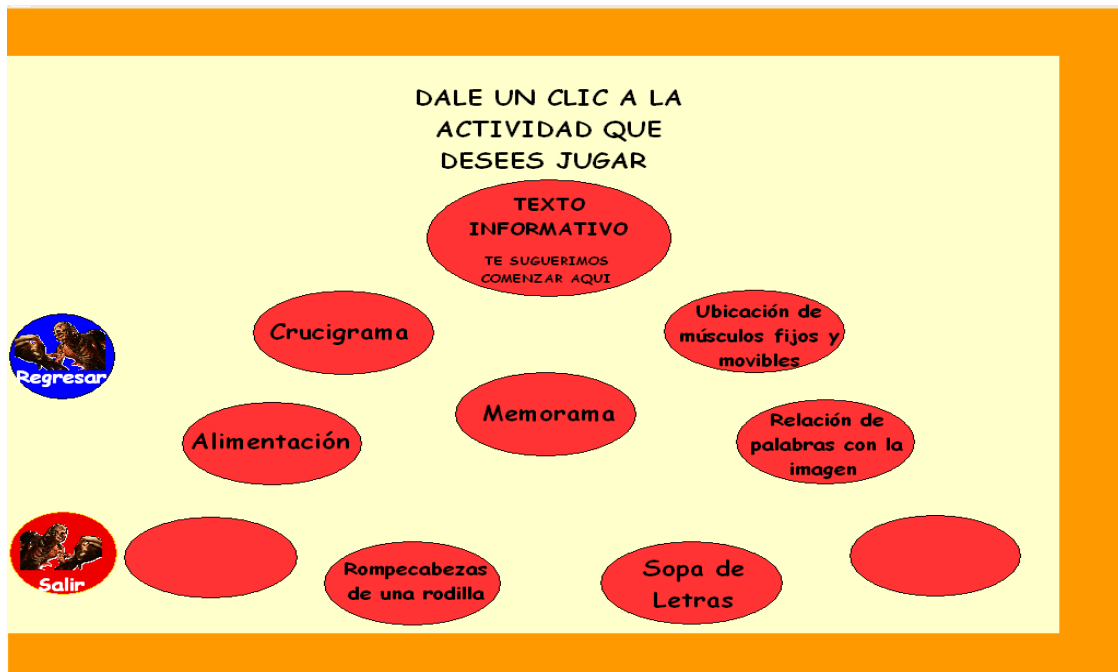 DALE UN CLIC A LA
ACTIVIDAD QUE
DESEES JUGAR
TEXTO
INFORMATIVO
TE SUGUERIMOS
COMENZAR AQUI
Crucigrama
Ubicación de
músculos fijos y
movibles
Regresar
Memorama
Alimentación
Relación de
palabras con la
imagen
Salir
Rompecabezas
de una rodilla
Sopa de
Letras